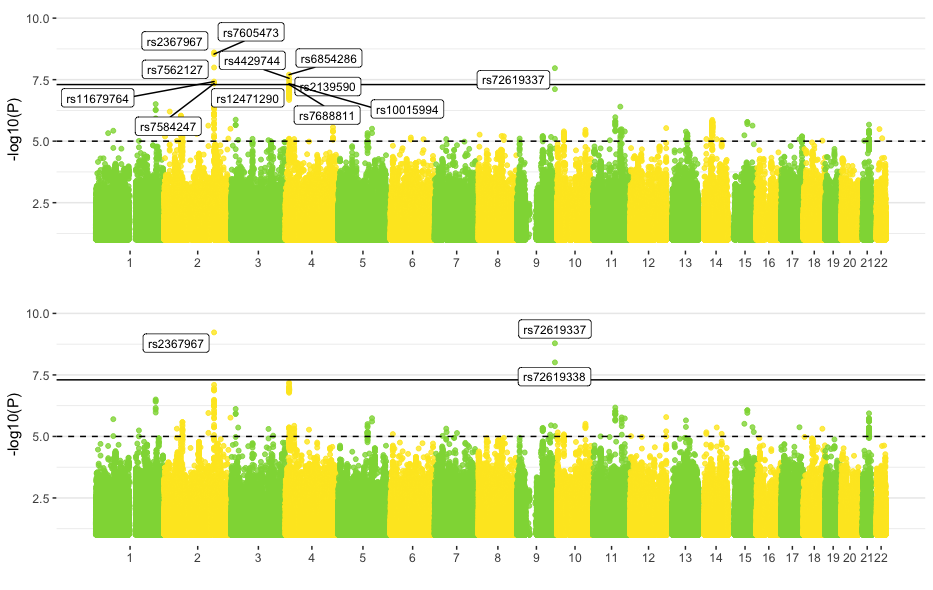 10.0
7.5
5.0
2.5
-log10(P)
rs7605473
rs2367967
rs4429744
rs6854286
rs7562127
rs72619337
rs2139590
rs11679764
rs12471290
rs10015994
rs7688811
rs7584247
1 2 3 4 5 6 7 8 9 10 11 12 13 14 15 16 17 18 19 20 21 22
10.0
7.5
5.0
2.5
-log10(P)
rs72619337
rs2367967
rs72619338
1 2 3 4 5 6 7 8 9 10 11 12 13 14 15 16 17 18 19 20 21 22